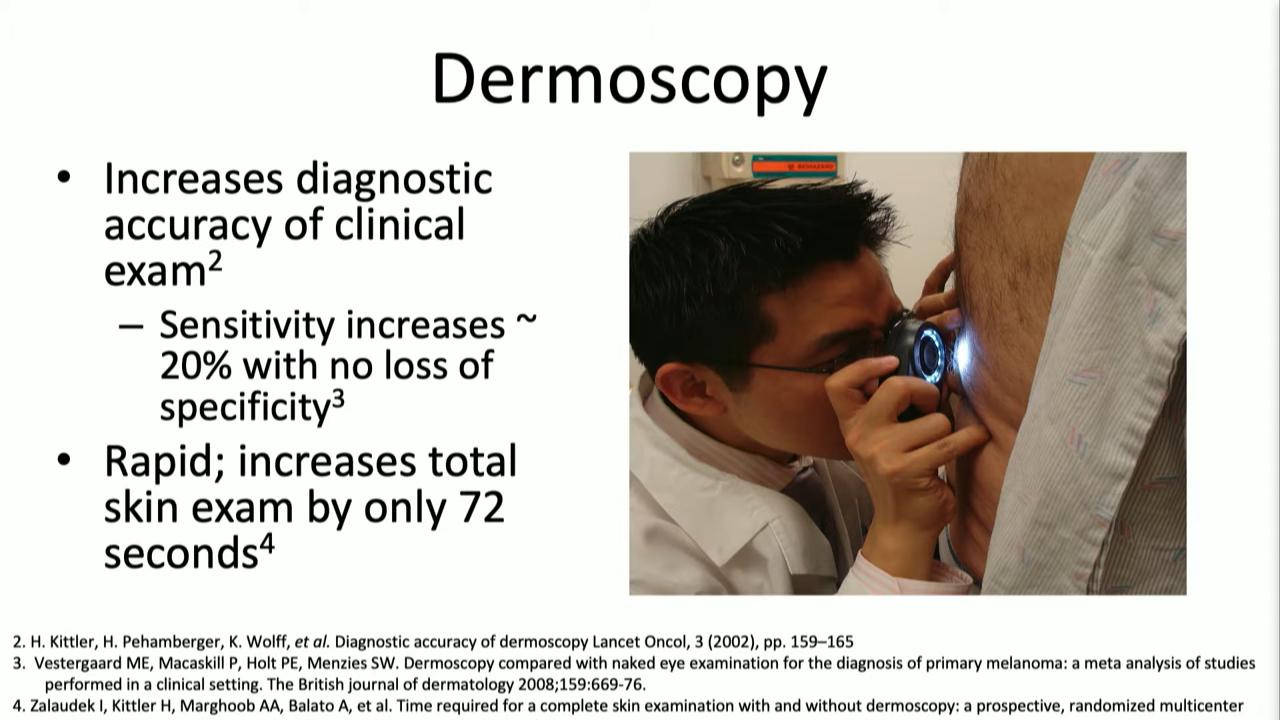 Dermoscopy
• Increases diagnostic
accuracy of clinical
exam²
– Sensitivity increases ~
20% with no loss of
specificity³
• Rapid; increases total
skin exam by only 72
seconds⁴
BIOHAZARD
2. H. Kittler, H. Pehamberger, K. Wolff, et al. Diagnostic accuracy of dermoscopy Lancet Oncol, 3 (2002), pp. 159–165
3. Vestergaard ME, Macaskill P, Holt PE, Menzies SW. Dermoscopy compared with naked eye examination for the diagnosis of primary melanoma: a meta analysis of studies
performed in a clinical setting. The British journal of dermatology 2008;159:669-76.
4. Zalaudek I, Kittler H, Marghoob AA, Balato A, et al. Time required for a complete skin examination with and without dermoscopy: a prospective, randomized multicenter